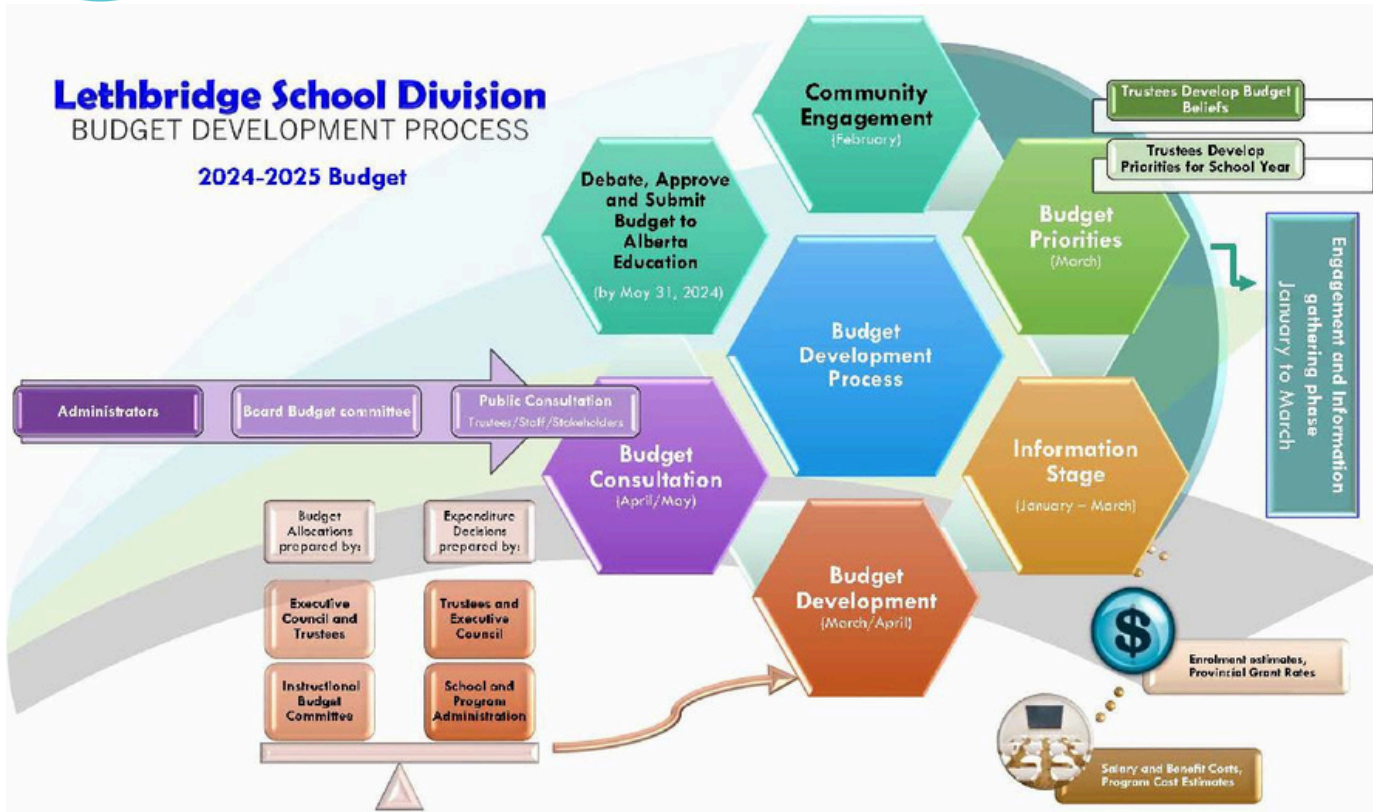 Lethbridge School Division
BUDGET DEVELOPMENT PROCESS
2024-2025 Budget
Community
Engagement
(February)
Trustees Develop Budget
Beliefs
Trustees Develop
Priorities for School Year
Budget
Priorities
(March)
Debate, Approve
and Submit
Budget to
Alberta
Education
(by May 31, 2024)
Engagement and Information
gathering phase
January to March
Budget
Development
Process
Administrators
Board Budget committee
Public Consultation
Trustees/Staff/Stakeholders
Budget
Consultation
(April/May)
Information
Stage
(January – March)
Budget
Allocations
prepared by:
Expenditure
Decisions
prepared by:
Executive
Council and
Trustees
Trustees and
Executive
Council
Instructional
Budget
Committee
School and
Program
Administration
Budget
Development
(March/April)
$
Enrolment estimates,
Provincial Grant Rates
Salary and Benefit Costs,
Program Cost Estimates